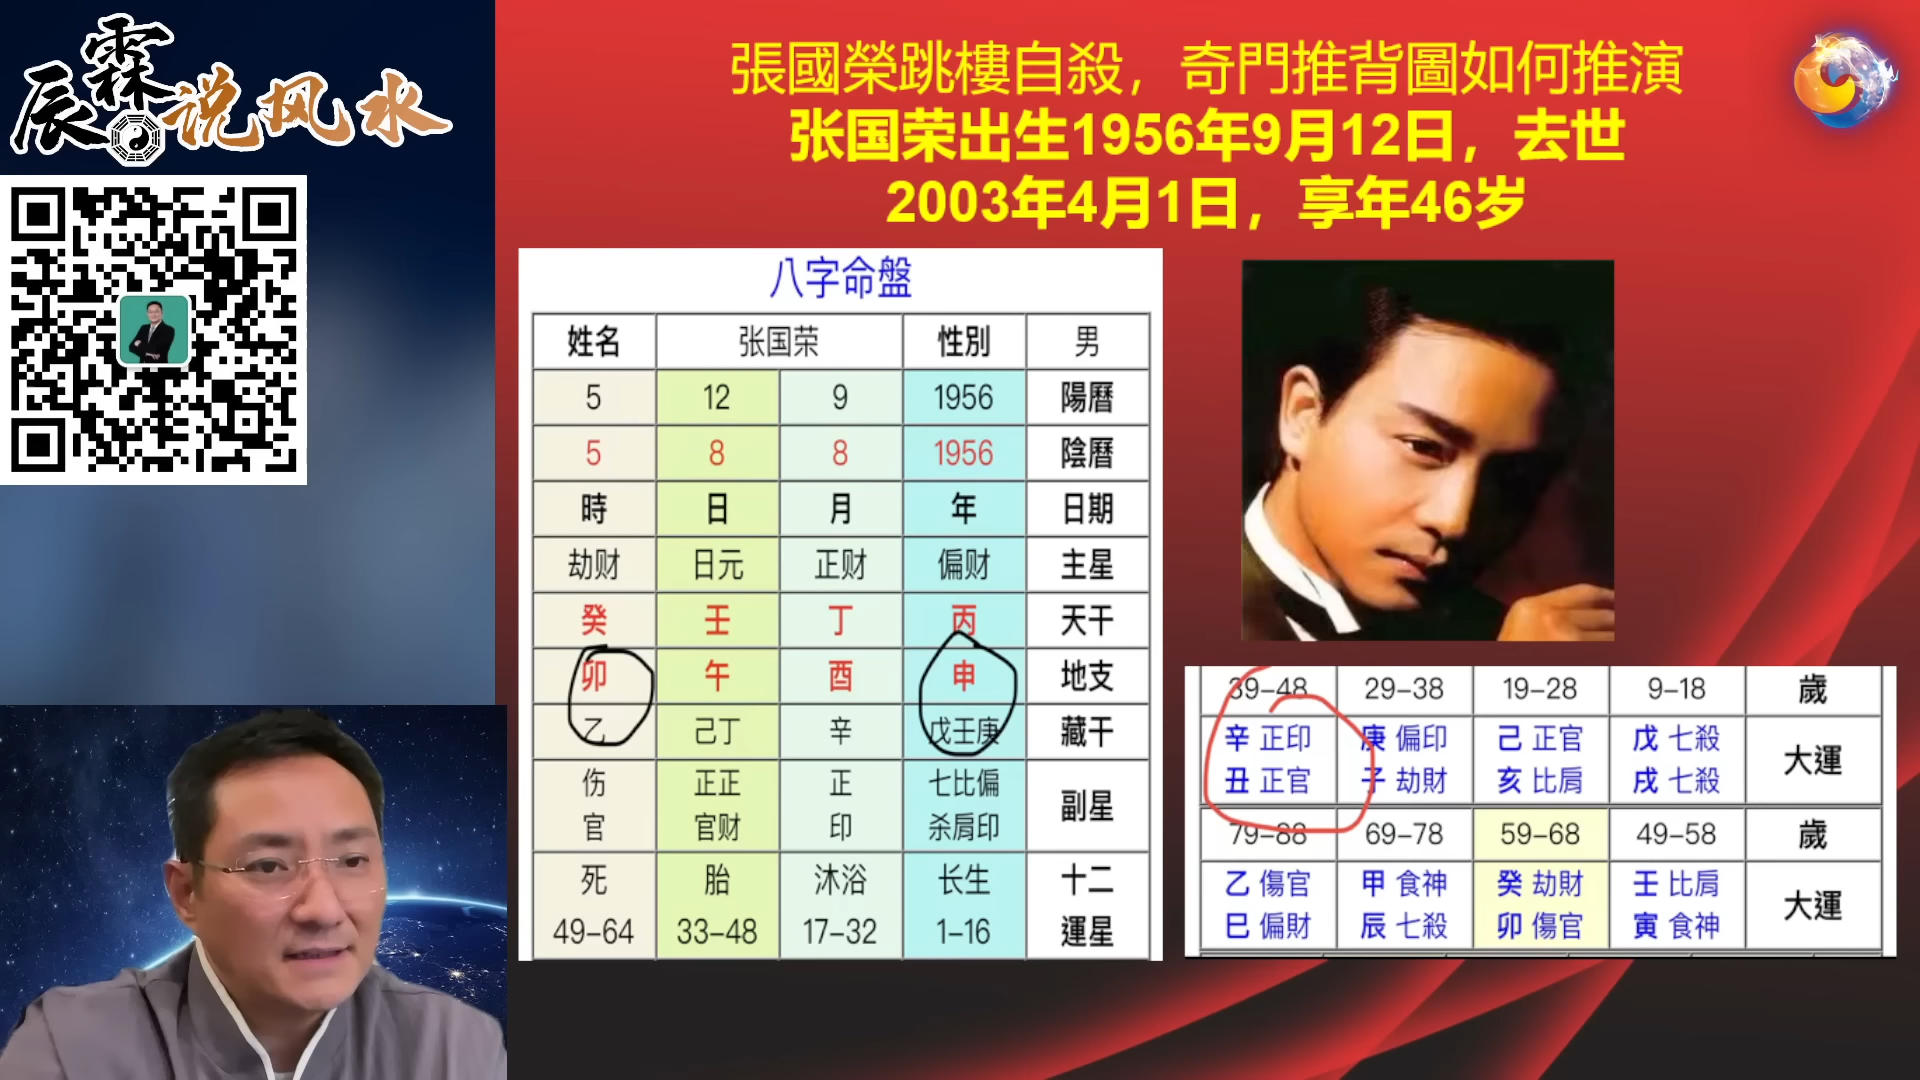 辰霖说风水
張國榮跳樓自殺，奇門推背圖如何推演
张国荣出生1956年9月12日，去世
2003年4月1日，享年46岁
八字命盤
姓名 张国荣 性別 男
5 12 9 1956 陽曆
5 8 8 1956 陰曆
時 日 月 年 日期
劫财 日元 正财 偏财 主星
癸 壬 丁 丙 天干
卯 午 酉 申 地支
乙 己丁 辛 戊壬庚 藏干
伤 正正 正 七比偏 副星
官 官财 印 杀肩印
死 胎 沐浴 长生 十二
49-64 33-48 17-32 1-16 運星
39-48 29-38 19-28 9-18 歲
辛 正印 庚 偏印 己 正官 戊 七殺 大運
丑 正官 子 劫財 亥 比肩 戌 七殺
79-88 69-78 59-68 49-58 歲
乙 傷官 甲 食神 癸 劫財 壬 比肩 大運
巳 偏財 辰 七殺 卯 傷官 寅 食神